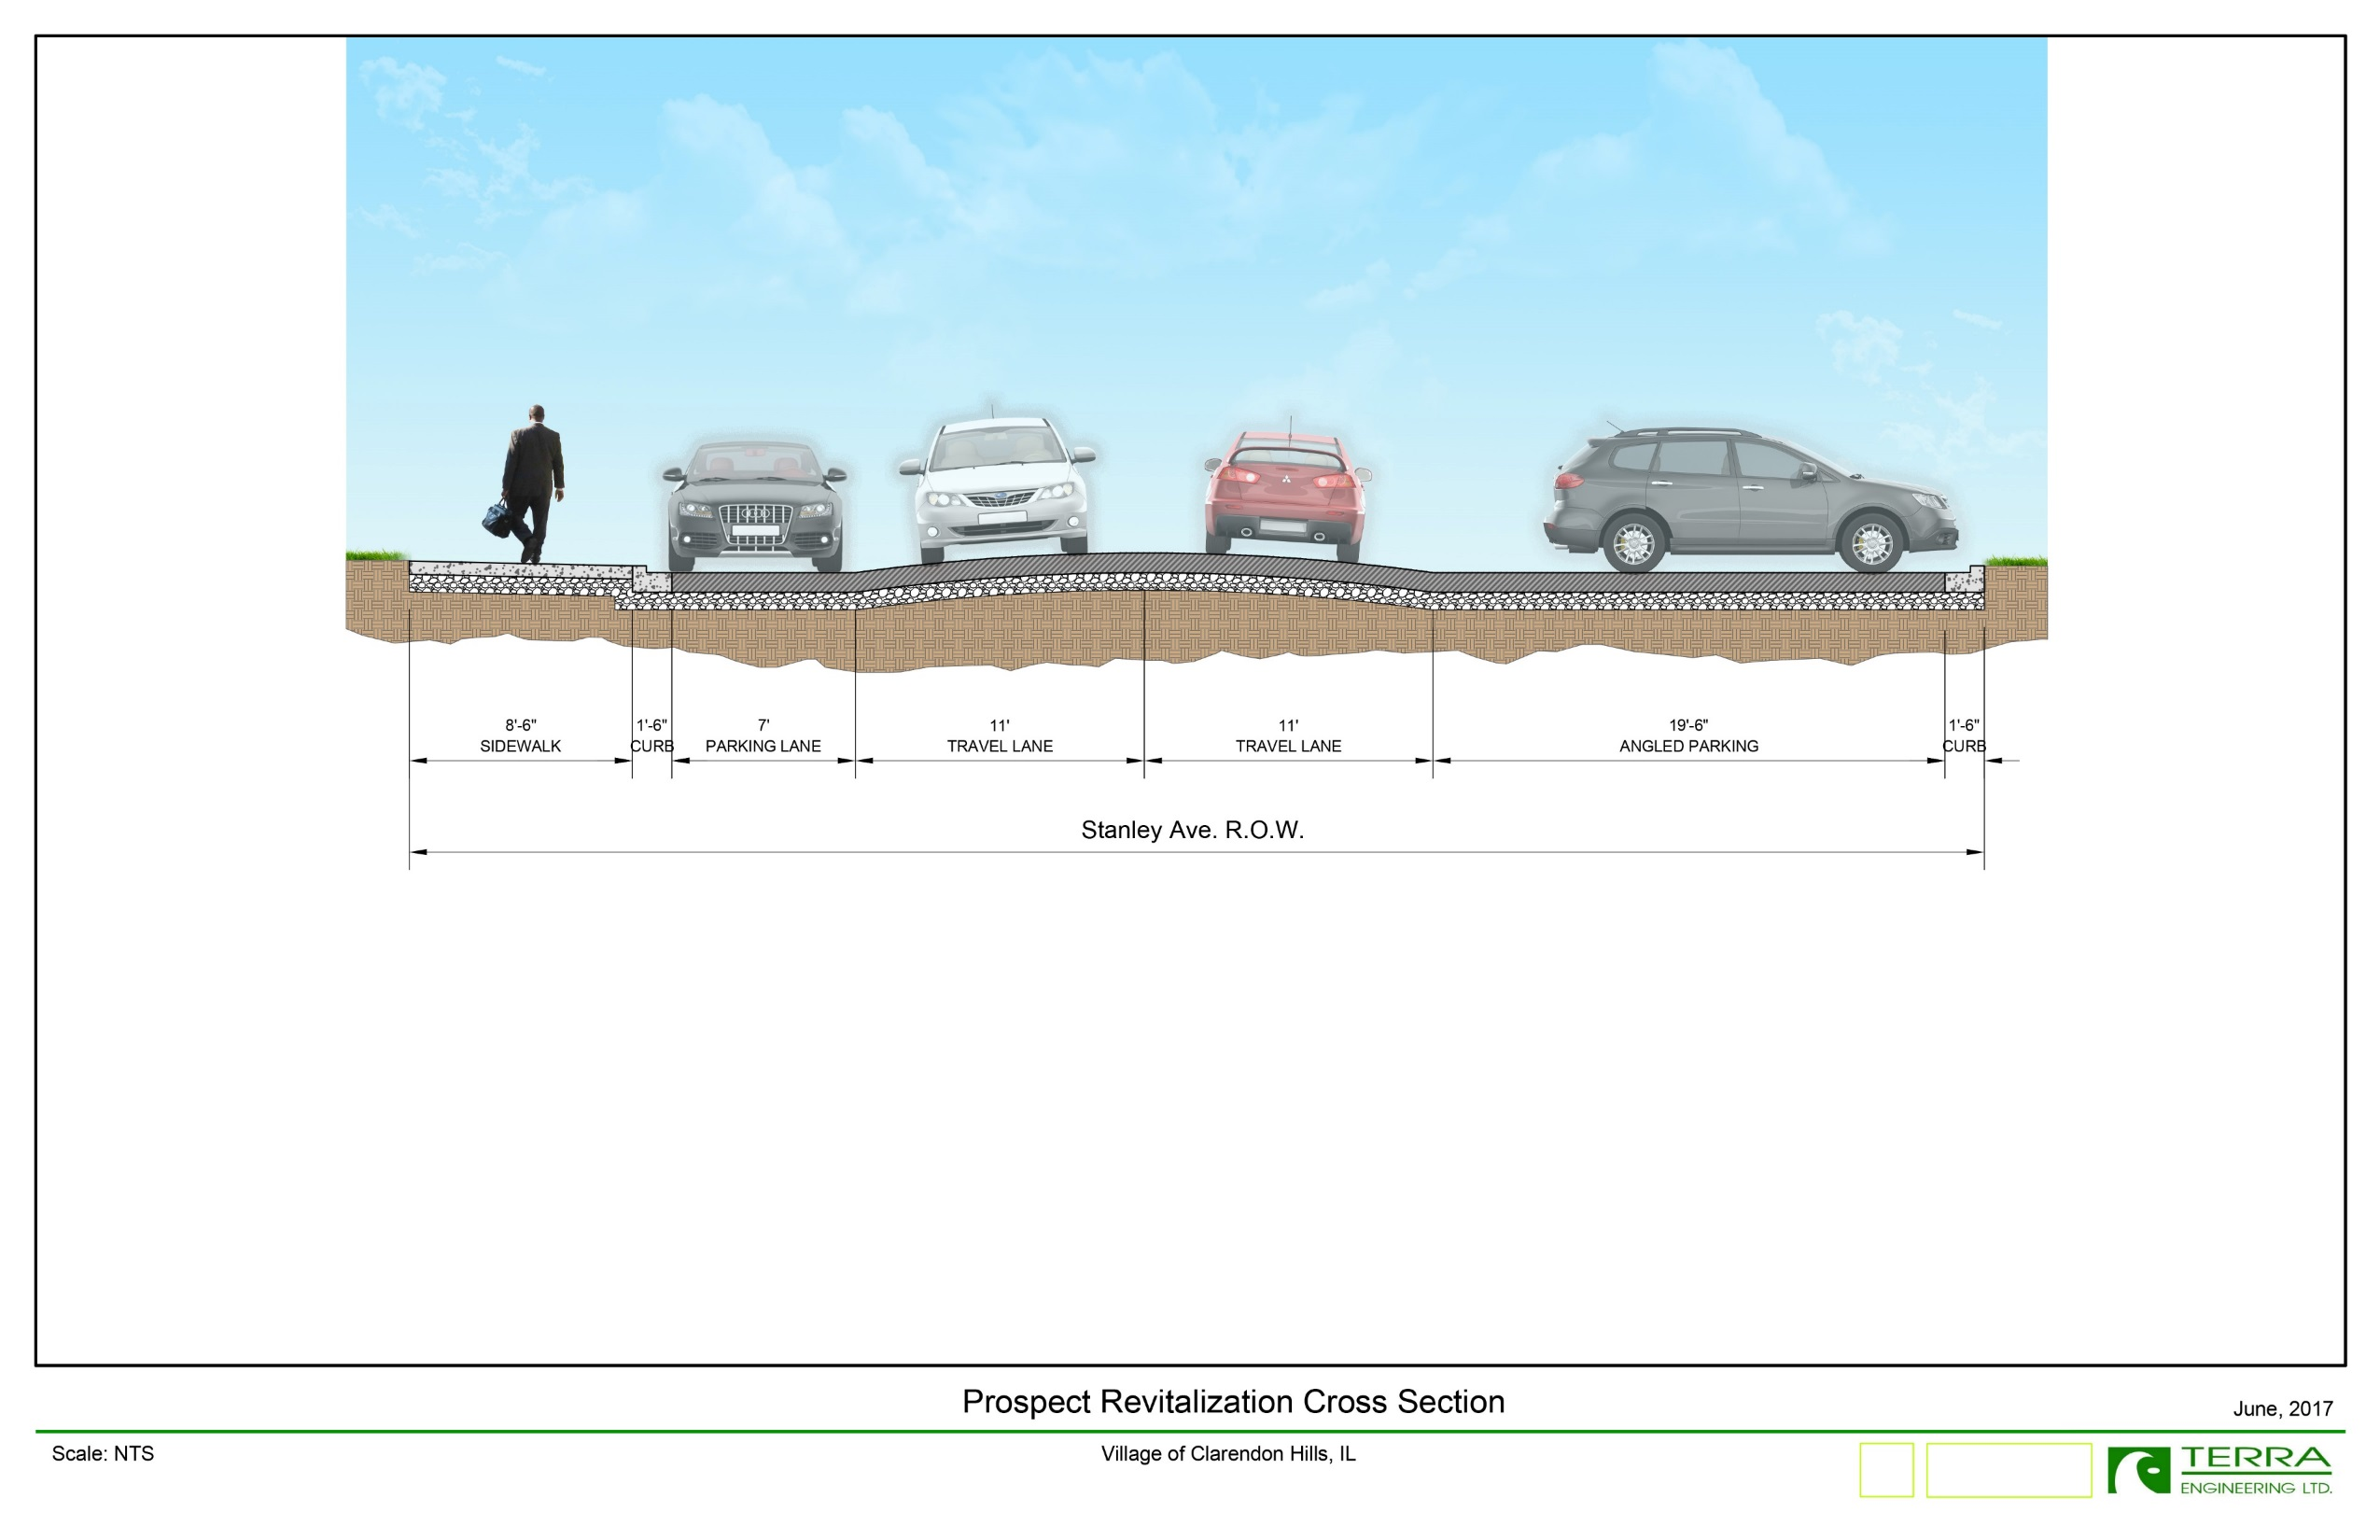 8'-6"
SIDEWALK
1'-6"
CURB
7'
PARKING LANE
11'
TRAVEL LANE
11'
TRAVEL LANE
19'-6"
ANGLED PARKING
1'-6"
CURB
Stanley Ave. R.O.W.
Prospect Revitalization Cross Section
June, 2017
Scale: NTS
Village of Clarendon Hills, IL
TERRA
ENGINEERING LTD.